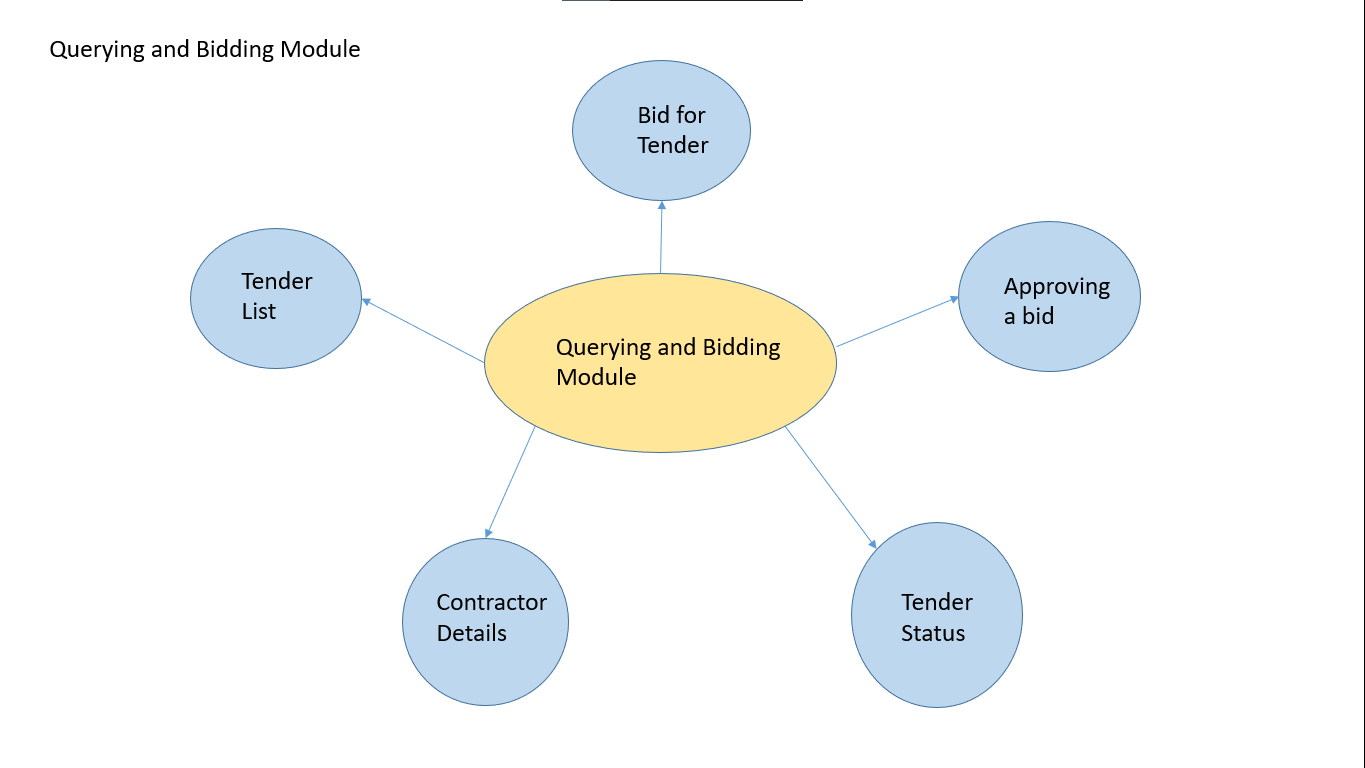 Querying and Bidding Module
Bid for
Tender
Tender
List
Approving
a bid
Querying and Bidding
Module
Contractor
Details
Tender
Status